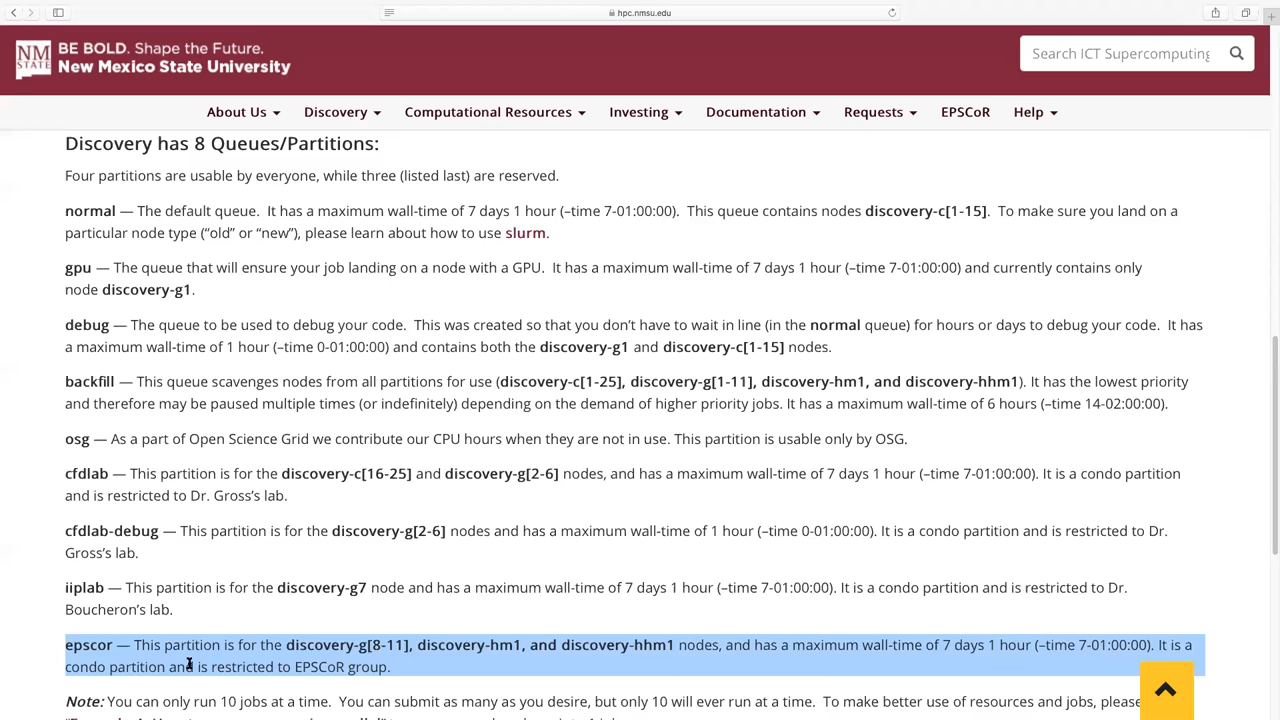 hpc.nmsu.edu
NM
STATE
BE BOLD. Shape the Future.
New Mexico State University
Search ICT Supercomputing
About Us Discovery Computational Resources Investing Documentation Requests EPSCoR Help
Discovery has 8 Queues/Partitions:
Four partitions are usable by everyone, while three (listed last) are reserved.
normal — The default queue.  It has a maximum wall-time of 7 days 1 hour (–time 7-01:00:00).  This queue contains nodes discovery-c[1-15].  To make sure you land on a
particular node type (“old” or “new”), please learn about how to use slurm.
gpu — The queue that will ensure your job landing on a node with a GPU.  It has a maximum wall-time of 7 days 1 hour (–time 7-01:00:00) and currently contains only
node discovery-g1.
debug — The queue to be used to debug your code.  This was created so that you don’t have to wait in line (in the normal queue) for hours or days to debug your code.  It has
a maximum wall-time of 1 hour (–time 0-01:00:00) and contains both the discovery-g1 and discovery-c[1-15] nodes.
backfill — This queue scavenges nodes from all partitions for use (discovery-c[1-25], discovery-g[1-11], discovery-hm1, and discovery-hhm1). It has the lowest priority
and therefore may be paused multiple times (or indefinitely) depending on the demand of higher priority jobs. It has a maximum wall-time of 6 hours (–time 14-02:00:00).
osg — As a part of Open Science Grid we contribute our CPU hours when they are not in use. This partition is usable only by OSG.
cfdlab — This partition is for the discovery-c[16-25] and discovery-g[2-6] nodes, and has a maximum wall-time of 7 days 1 hour (–time 7-01:00:00). It is a condo partition
and is restricted to Dr. Gross’s lab.
cfdlab-debug — This partition is for the discovery-g[2-6] nodes and has a maximum wall-time of 1 hour (–time 0-01:00:00). It is a condo partition and is restricted to Dr.
Gross’s lab.
iiplab — This partition is for the discovery-g7 node and has a maximum wall-time of 7 days 1 hour (–time 7-01:00:00). It is a condo partition and is restricted to Dr.
Boucheron’s lab.
epscor — This partition is for the discovery-g[8-11], discovery-hm1, and discovery-hhm1 nodes, and has a maximum wall-time of 7 days 1 hour (–time 7-01:00:00). It is a
condo partition and is restricted to EPSCoR group.
Note: You can only run 10 jobs at a time.  You can submit as many as you desire, but only 10 will ever run at a time.  To make better use of resources and jobs, please